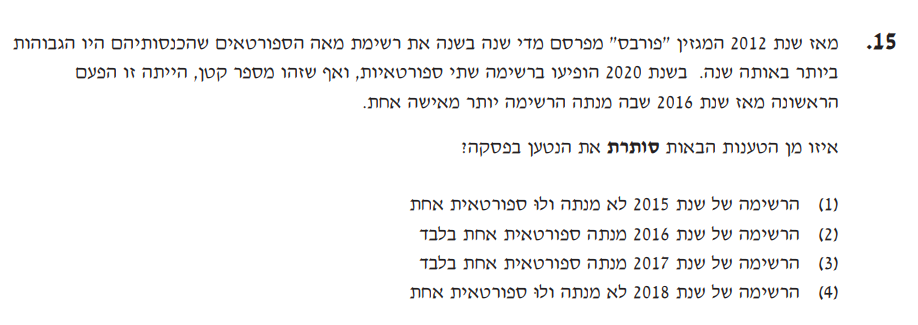 15. מאז שנת 2012 המגזין "פורבס" מפרסם מדי שנה בשנה את רשימת מאה הספורטאים שהכנסותיהם היו הגבוהות
ביותר באותה שנה. בשנת 2020 הופיעו ברשימה שתי ספורטאיות, ואף שזהו מספר קטן, הייתה זו הפעם
הראשונה מאז שנת 2016 שבה מנתה הרשימה יותר מאישה אחת.
איזו מן הטענות הבאות סותרת את הנטען בפסקה?
(1) הרשימה של שנת 2015 לא מנתה ולוּ ספורטאית אחת
(2) הרשימה של שנת 2016 מנתה ספורטאית אחת בלבד
(3) הרשימה של שנת 2017 מנתה ספורטאית אחת בלבד
(4) הרשימה של שנת 2018 לא מנתה ולוּ ספורטאית אחת